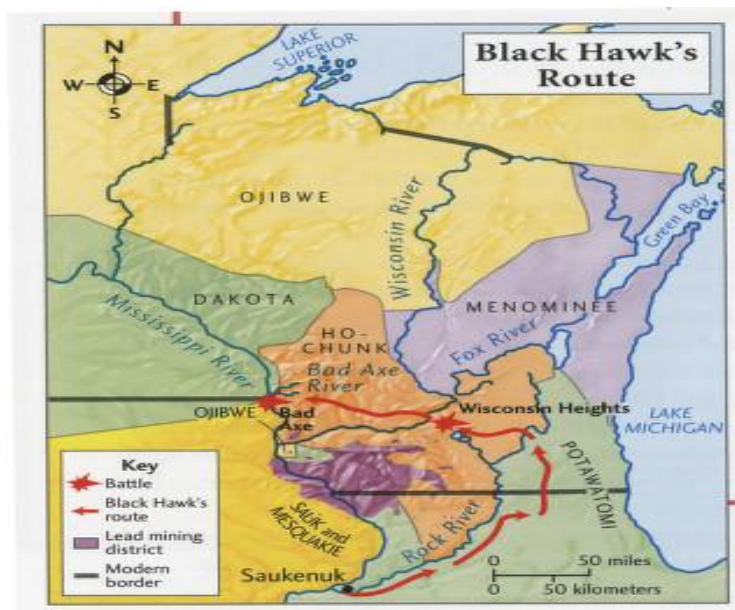 Black Hawk's
Route
N
W
E
S
LAKE
SUPERIOR
OJIBWE
Wisconsin River
Green Bay
DAKOTA
MENOMINEE
Mississippi River
HO-
CHUNK
Fox River
Bad Axe
River
OJIBWE
Bad
Axe
Wisconsin Heights
LAKE
MICHIGAN
POTAWATOMI
Key
Battle
Black Hawk's
route
Lead mining
district
Modern
border
SAUK and
MESQUAKIE
Rock River
Saukenuk
0 50 miles
0 50 kilometers